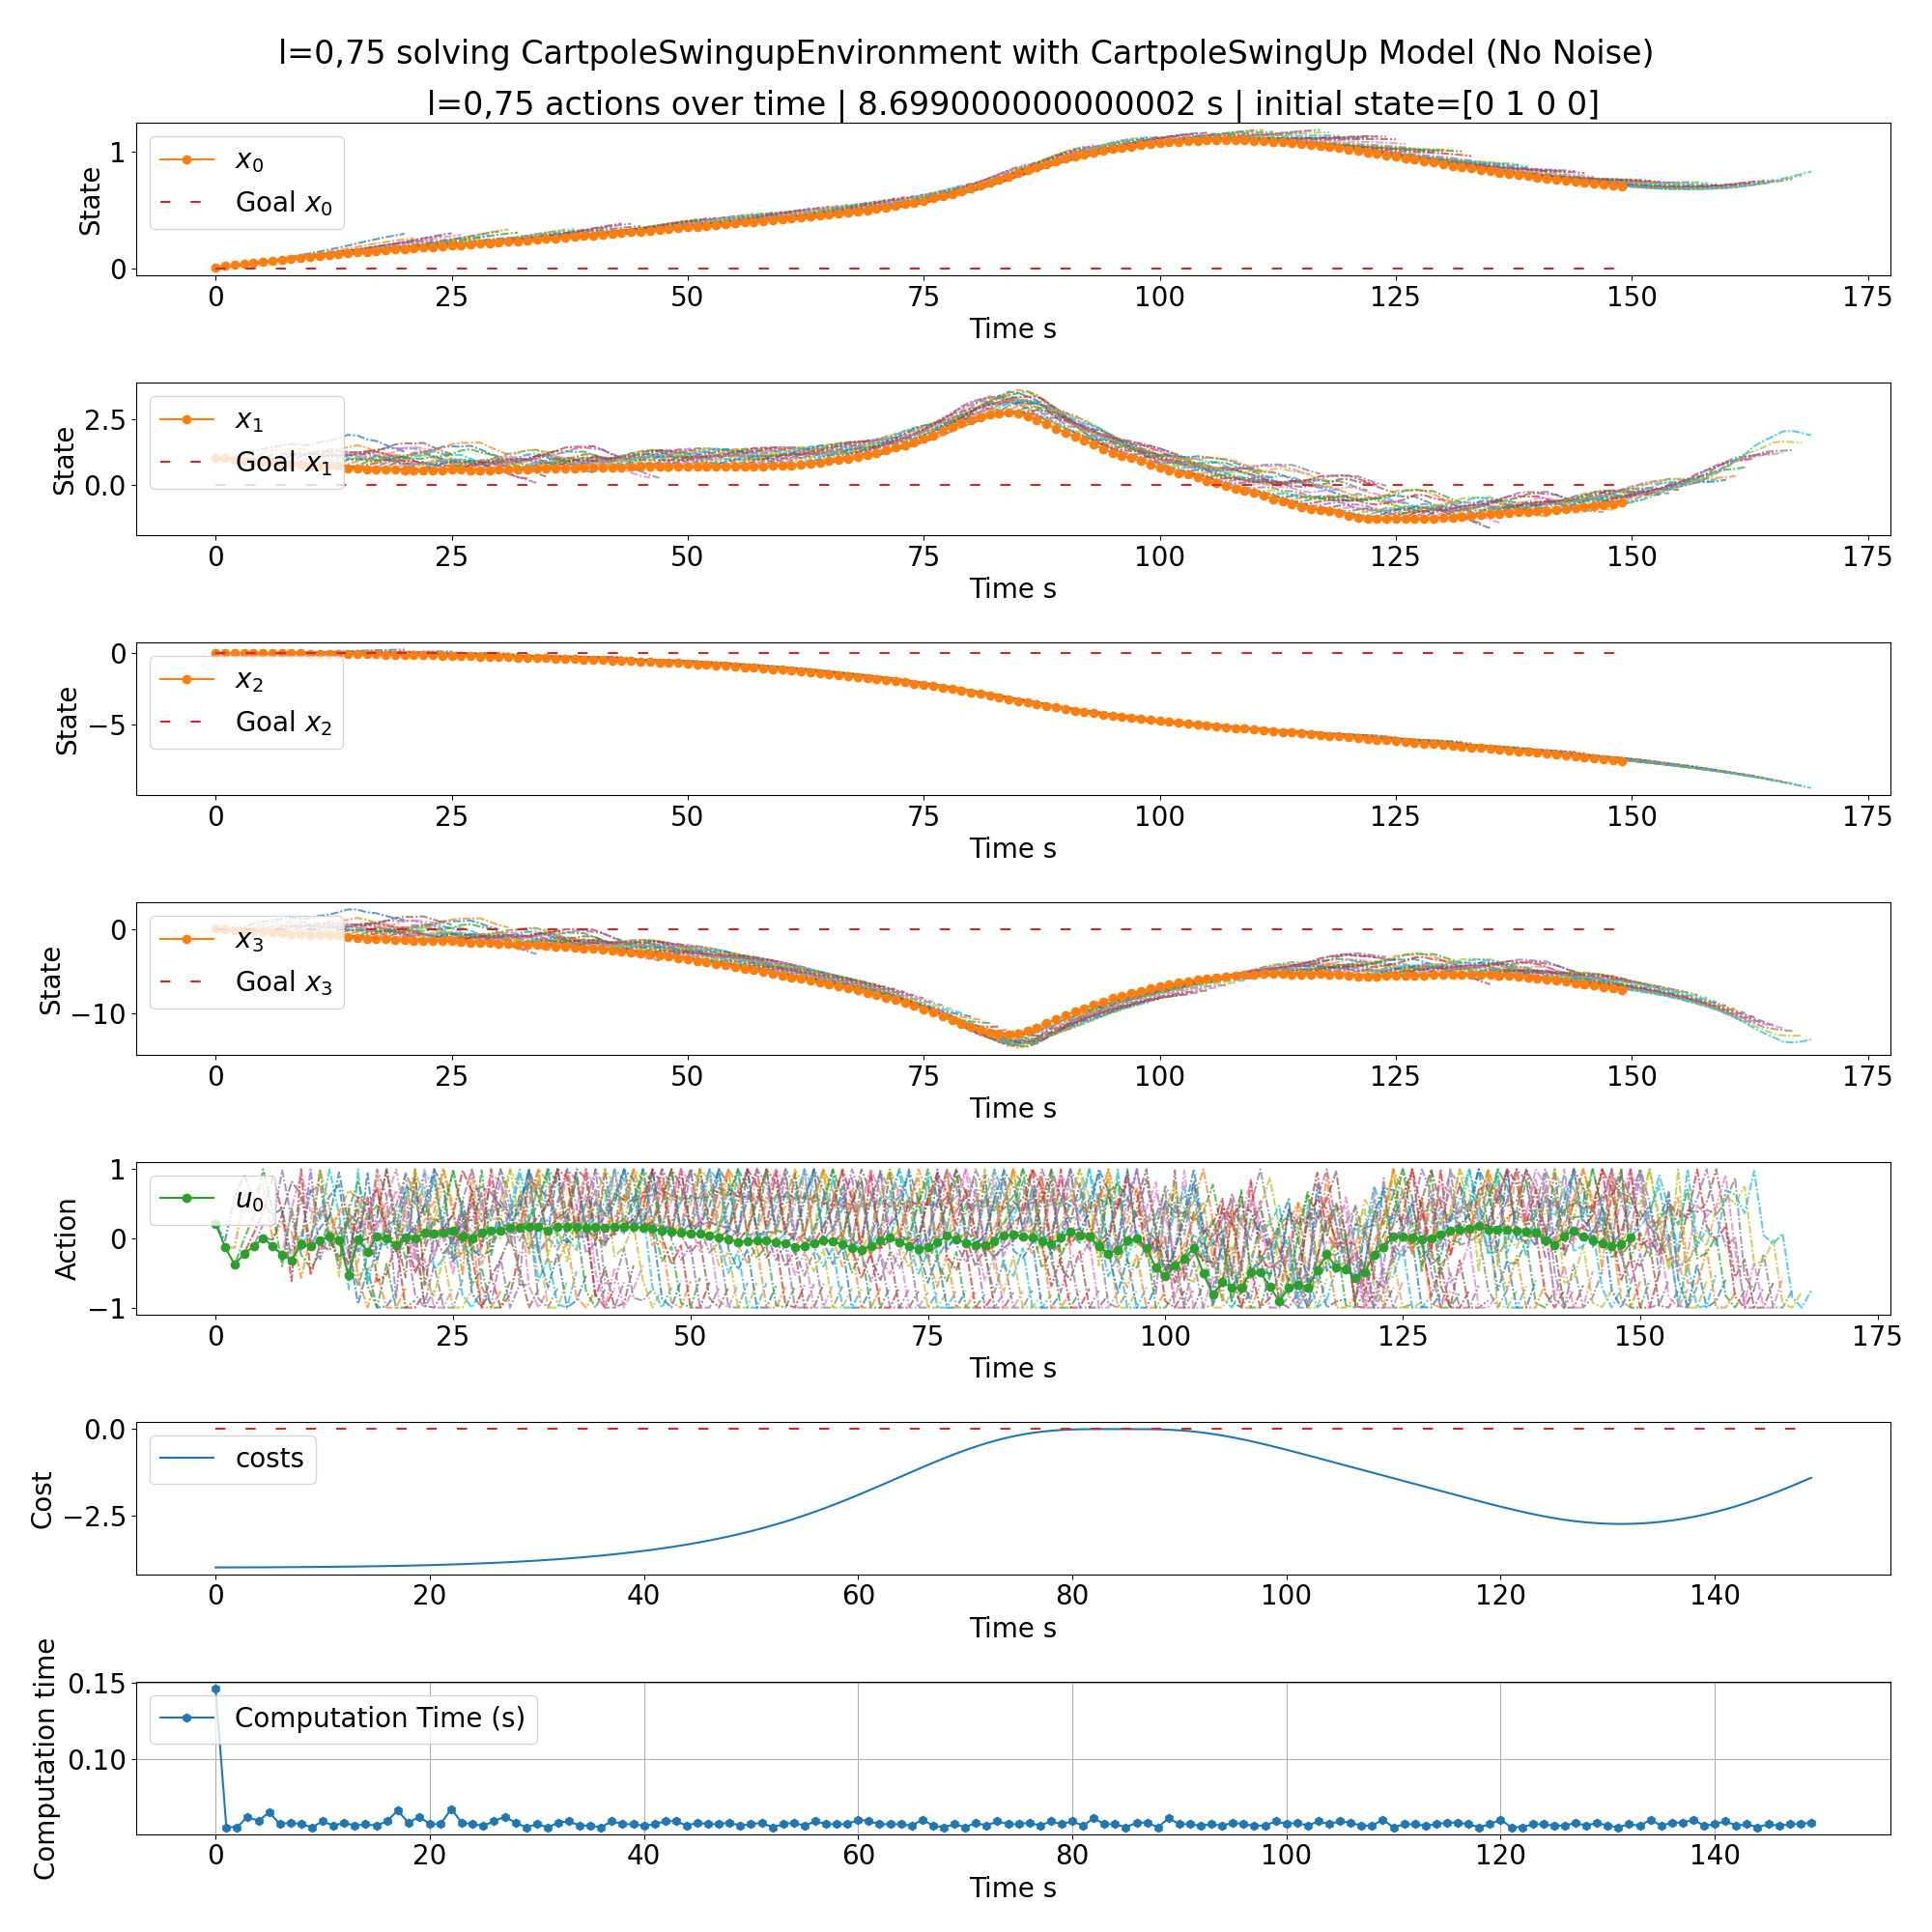 l=0,75 solving CartpoleSwingupEnvironment with CartpoleSwingUp Model (No Noise)
l=0,75 actions over time | 8.699000000000002 s | initial state=[0 1 0 0]
State
1
0
x₀
Goal x₀
0 25 50 75 100 125 150 175
Time s
State
2.5
0.0
x₁
Goal x₁
0 25 50 75 100 125 150 175
Time s
State
0
−5
x₂
Goal x₂
0 25 50 75 100 125 150 175
Time s
State
0
−10
x₃
Goal x₃
0 25 50 75 100 125 150 175
Time s
Action
1
0
−1
u₀
0 25 50 75 100 125 150 175
Time s
Cost
0.0
−2.5
costs
0 20 40 60 80 100 120 140
Time s
Computation time
0.15
0.10
Computation Time (s)
0 20 40 60 80 100 120 140
Time s